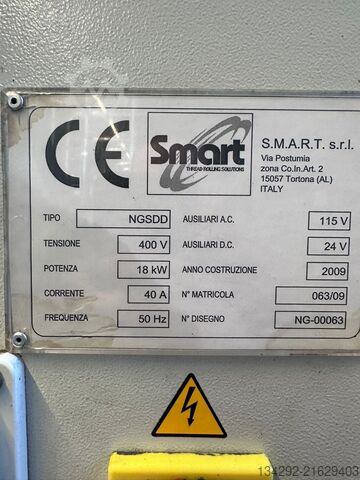 CE
Smart
THREAD ROLLING SOLUTIONS
S.M.A.R.T. s.r.l.
Via Postumia
zona Co.In.Art. 2
15057 Tortona (AL)
ITALY
TIPO NGSDD
TENSIONE 400 V
POTENZA 18 kW
CORRENTE 40 A
FREQUENZA 50 Hz
AUSILIARI A.C. 115 V
AUSILIARI D.C. 24 V
ANNO COSTRUZIONE 2009
N° MATRICOLA 063/09
N° DISEGNO NG-00063
134292-21629403